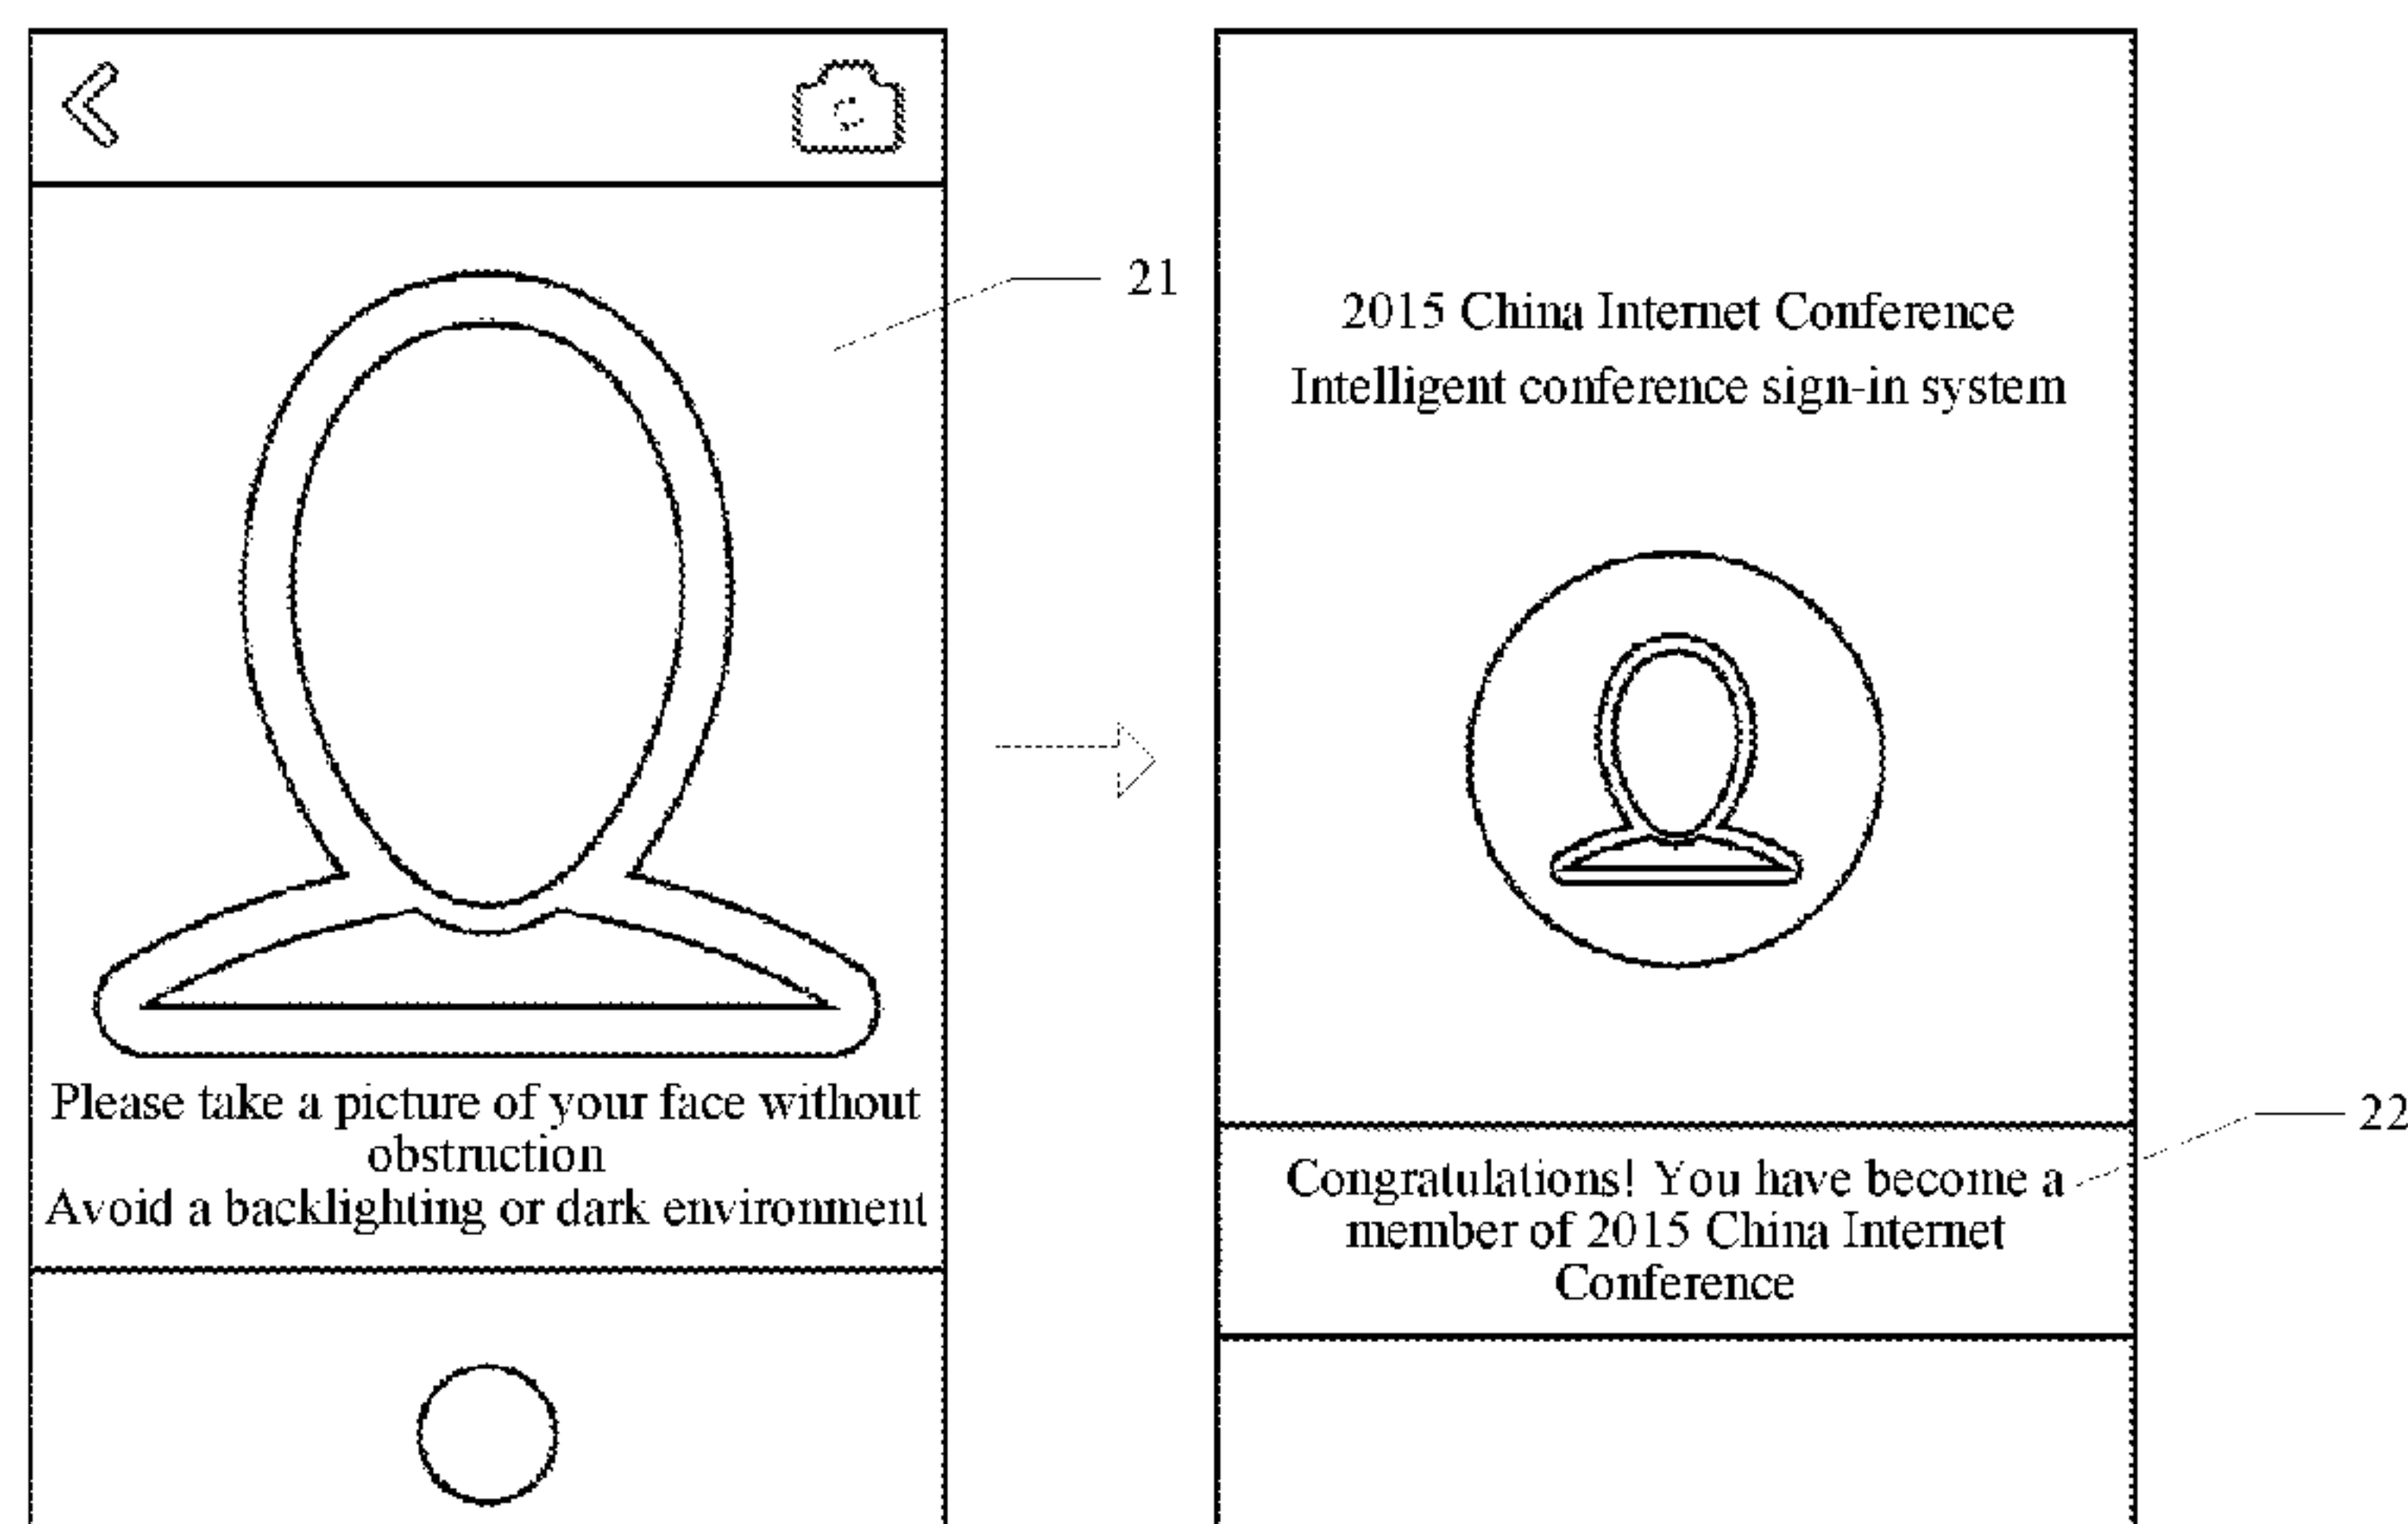 21
Please take a picture of your face without
obstruction
Avoid a backlighting or dark environment
2015 China Internet Conference
Intelligent conference sign-in system
22
Congratulations! You have become a
member of 2015 China Internet
Conference